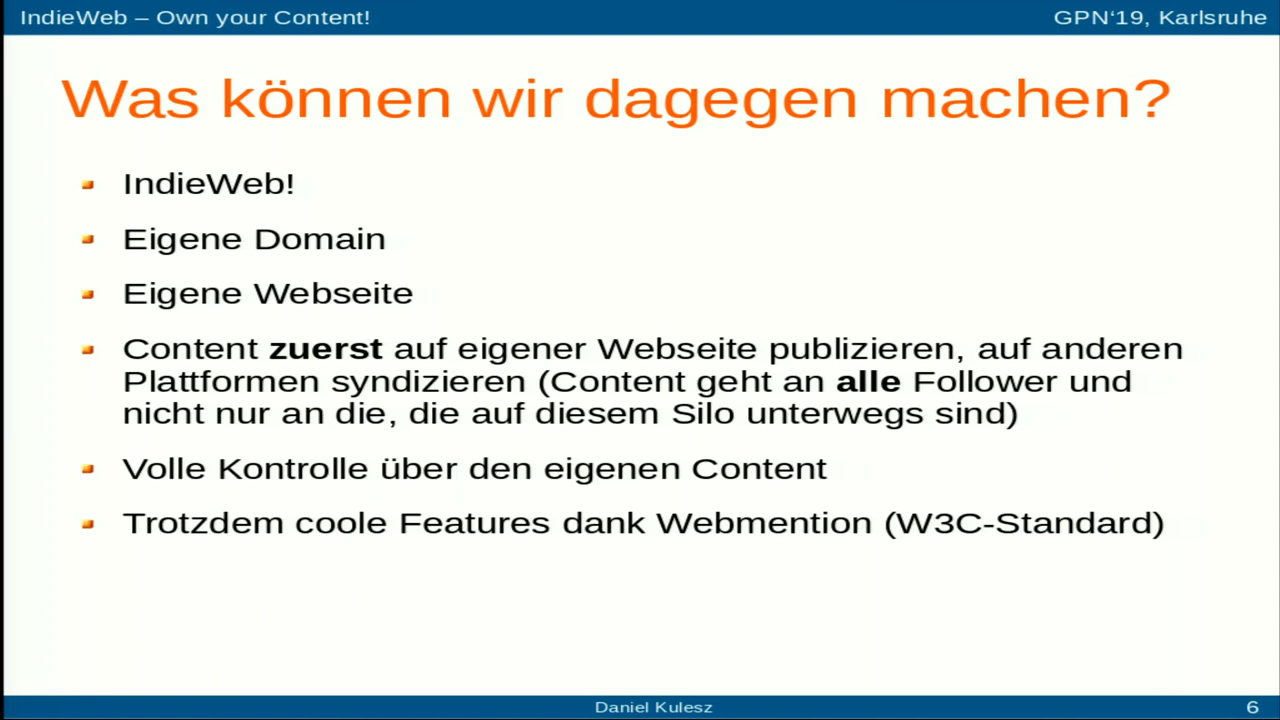 IndieWeb – Own your Content!
GPN‘19, Karlsruhe
Was können wir dagegen machen?
IndieWeb!
Eigene Domain
Eigene Webseite
Content zuerst auf eigener Webseite publizieren, auf anderen
Plattformen syndizieren (Content geht an alle Follower und
nicht nur an die, die auf diesem Silo unterwegs sind)
Volle Kontrolle über den eigenen Content
Trotzdem coole Features dank Webmention (W3C-Standard)
Daniel Kulesz
6